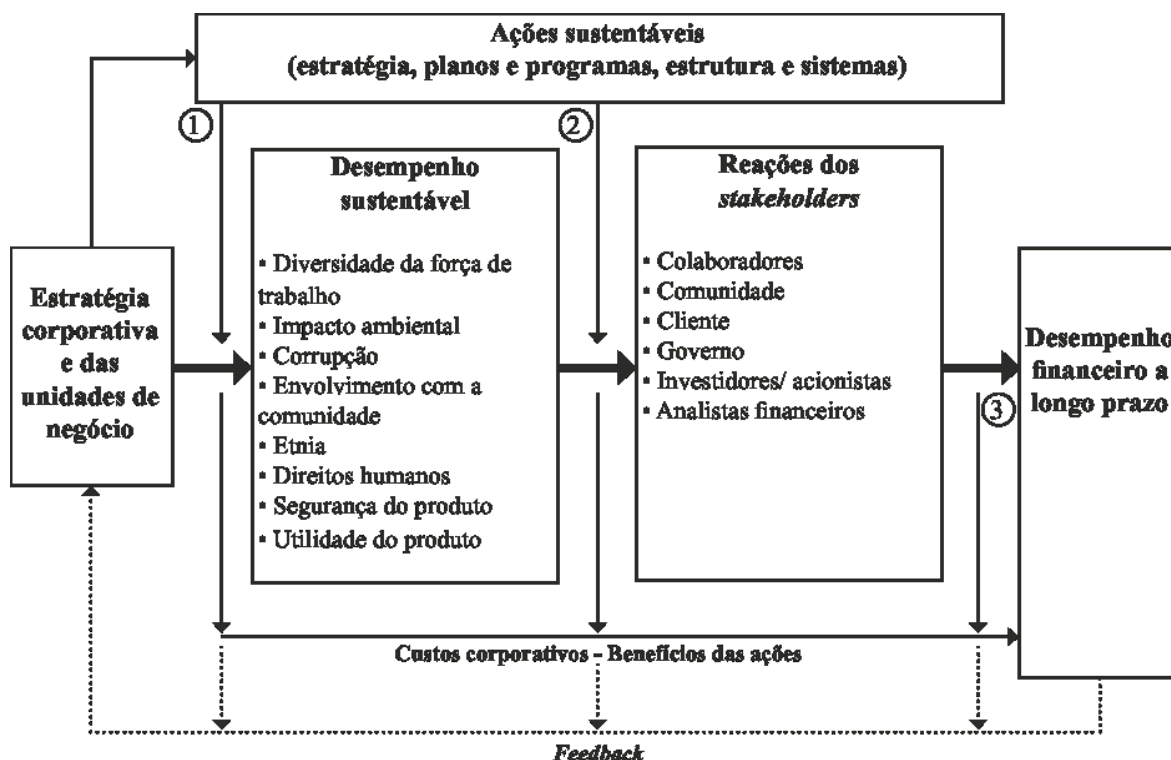 Ações sustentáveis
(estratégia, planos e programas, estrutura e sistemas)
1
2
Desempenho
sustentável
▪ Diversidade da força de
trabalho
▪ Impacto ambiental
▪ Corrupção
▪ Envolvimento com a
comunidade
▪ Etnia
▪ Direitos humanos
▪ Segurança do produto
▪ Utilidade do produto
Reações dos
stakeholders
▪ Colaboradores
▪ Comunidade
▪ Cliente
▪ Governo
▪ Investidores/ acionistas
▪ Analistas financeiros
Estratégia
corporativa
e das
unidades de
negócio
Desempenho
financeiro a
longo prazo
3
Custos corporativos - Benefícios das ações
Feedback